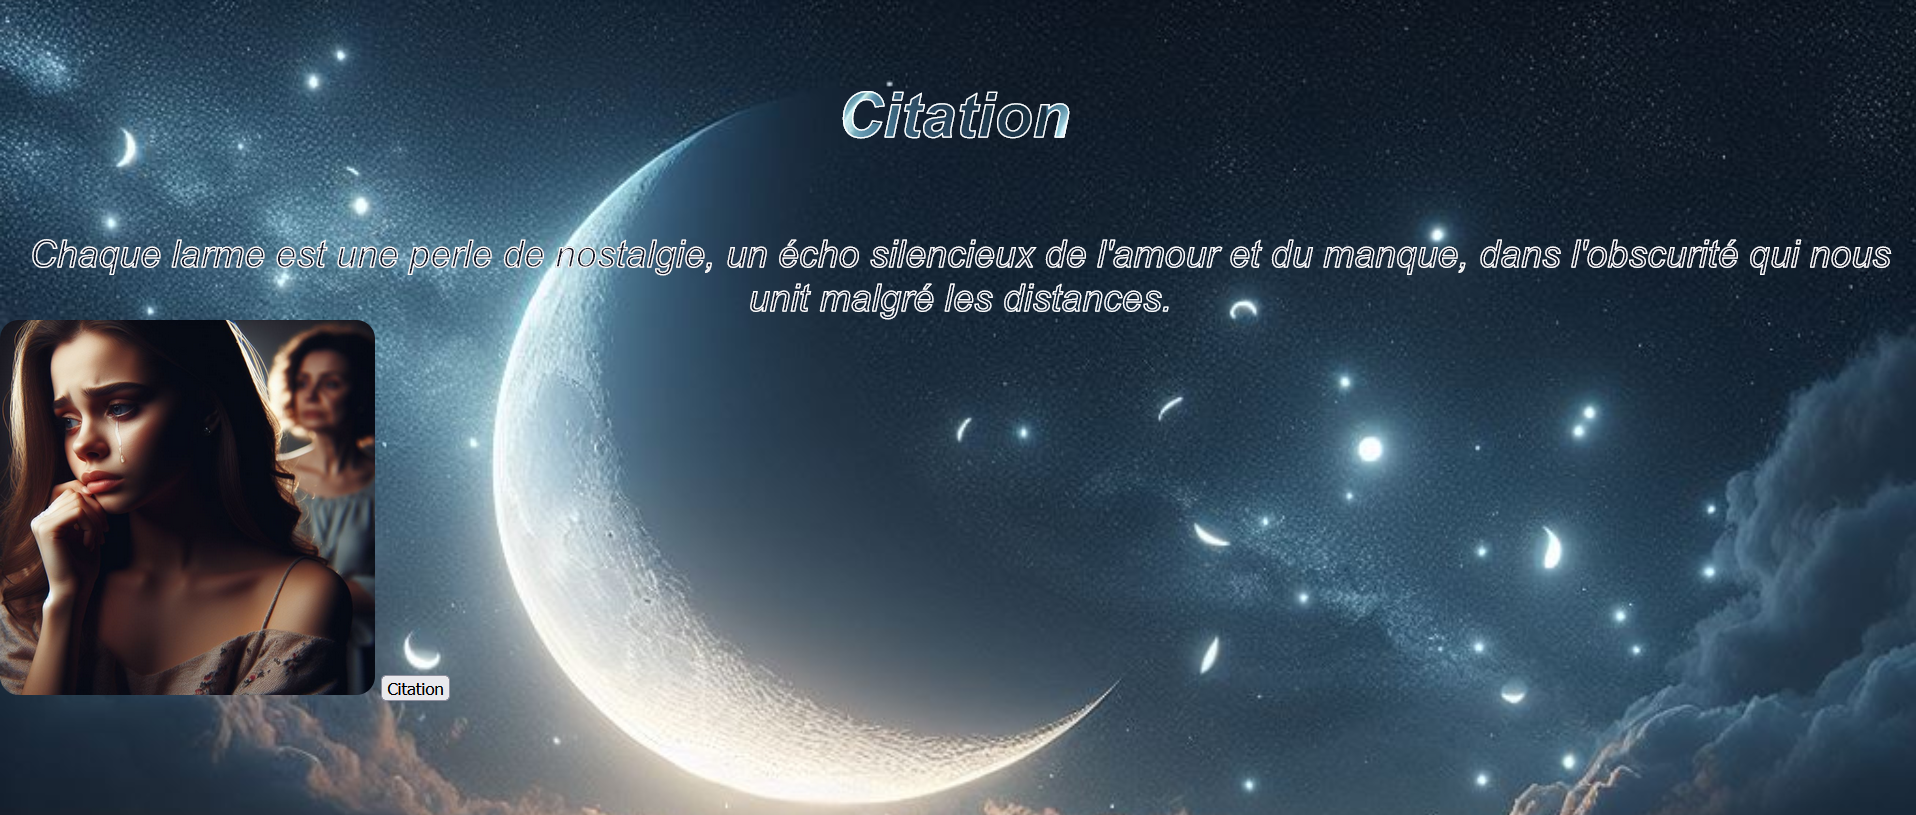 Citation
Chaque larme est une perle de nostalgie, un écho silencieux de l'amour et du manque, dans l'obscurité qui nous
unit malgré les distances.
Citation